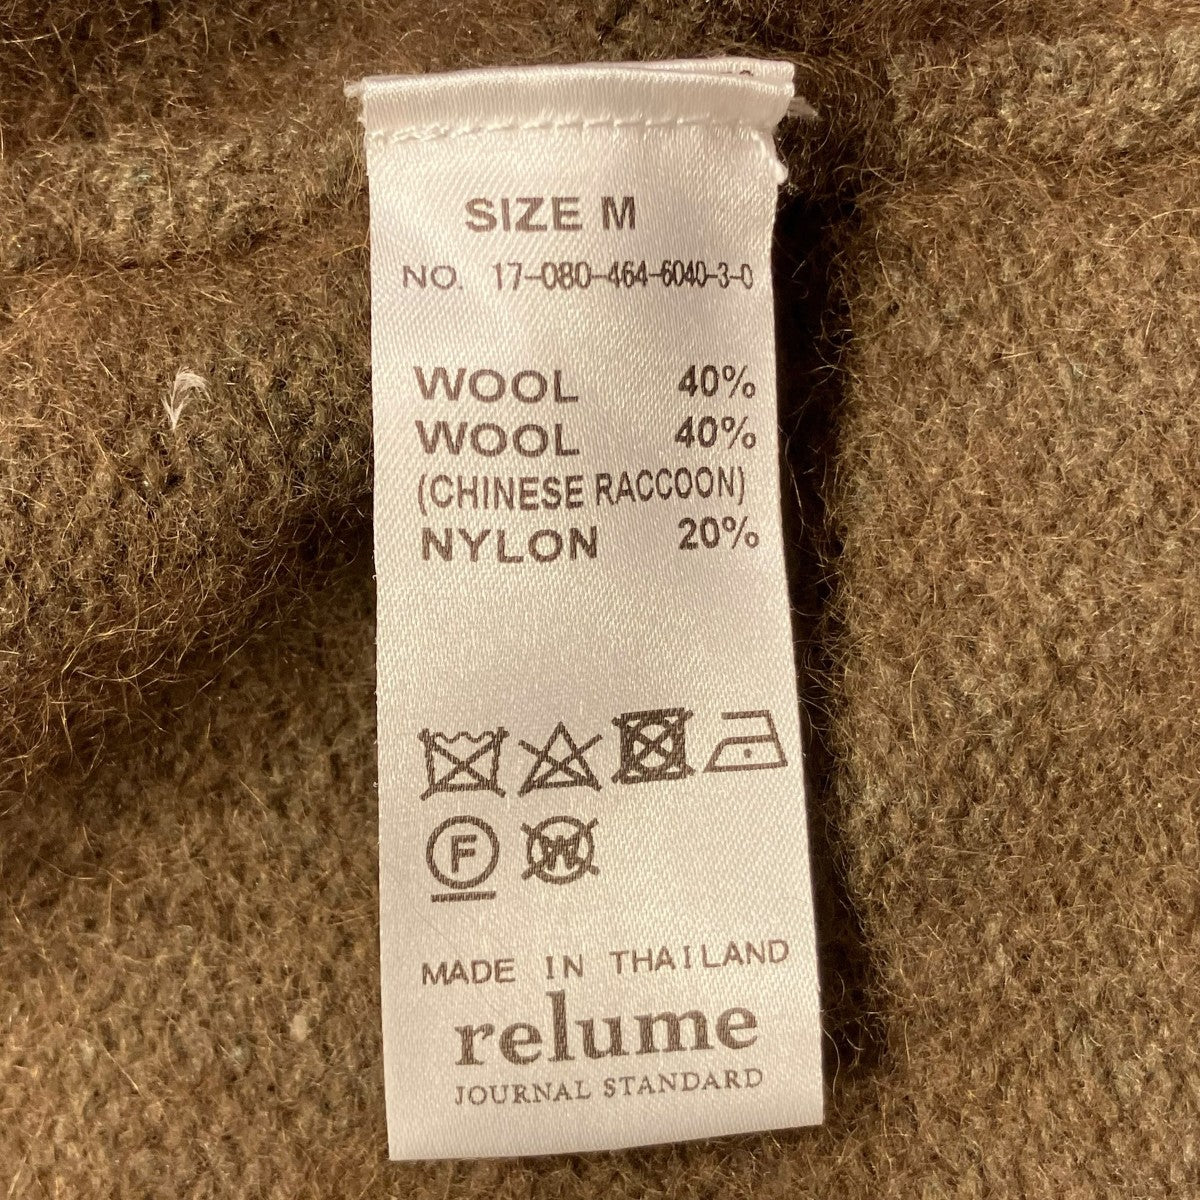 SIZE M
NO. 17-080-464-6040-3-0
WOOL 40%
WOOL 40%
(CHINESE RACCOON)
NYLON 20%
F
W
MADE IN THAILAND
relume
JOURNAL STANDARD